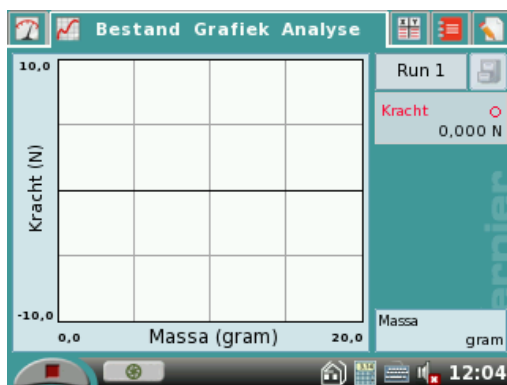 Bestand Grafiek Analyse
X Y
10,0
Kracht (N)
-10,0
0,0
Massa (gram)
20,0
Run 1
Kracht
0,000 N
Massa
gram
12:04